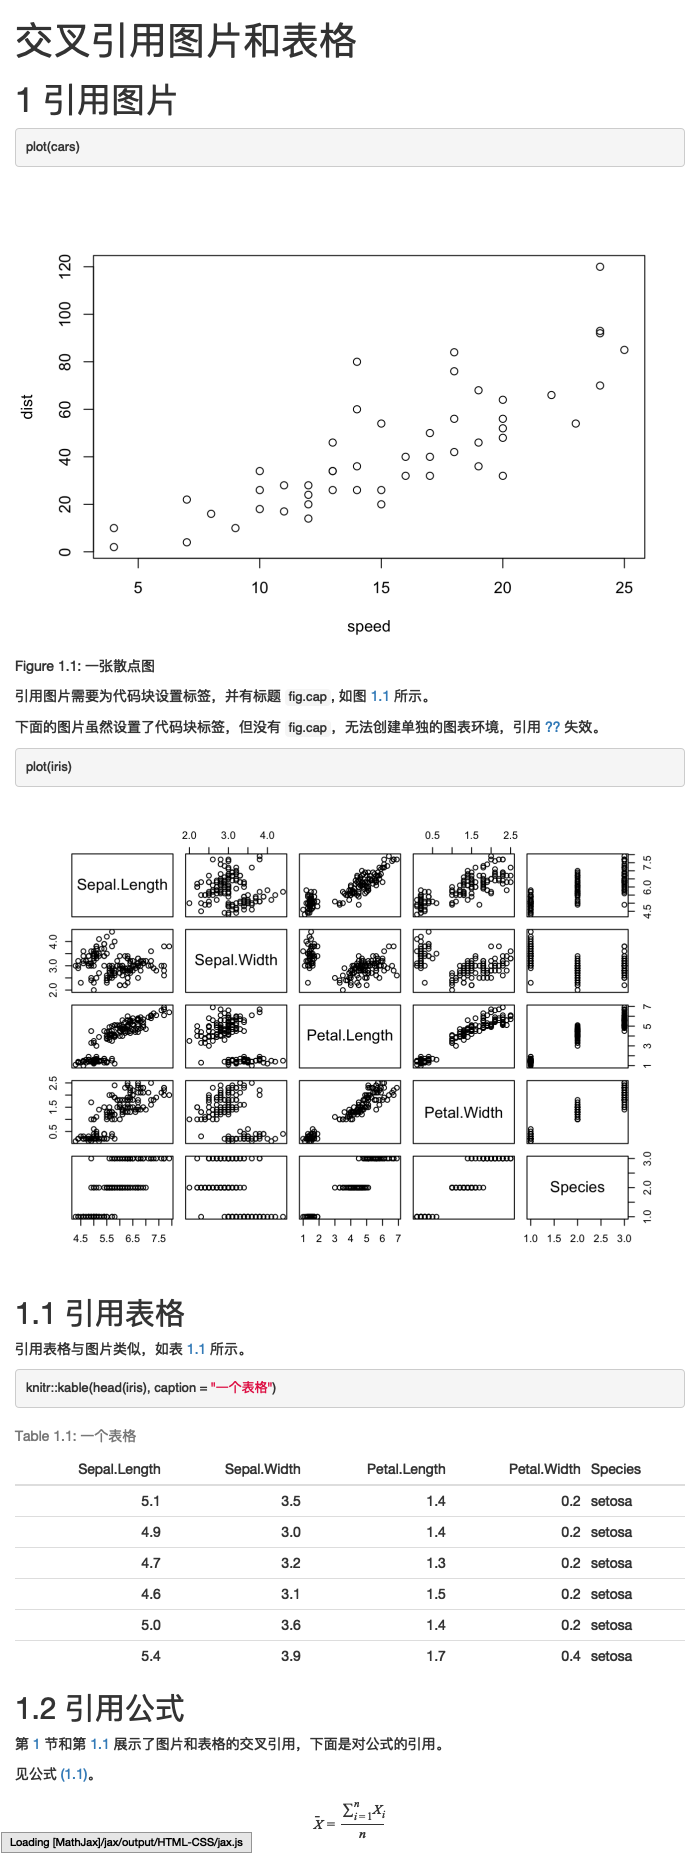 交叉引用图片和表格
1 引用图片
plot(cars)
120
100
80
60
40
20
0
dist
5 10 15 20 25
speed
Figure 1.1: 一张散点图
引用图片需要为代码块设置标签，并有标题 fig.cap , 如图 1.1 所示。
下面的图片虽然设置了代码块标签，但没有 fig.cap ，无法创建单独的图表环境，引用 ?? 失效。
plot(iris)
2.0 3.0 4.0 0.5 1.5 2.5
Sepal.Length
4.5 6.0 7.5
2.0 3.0 4.0
Sepal.Width
Petal.Length
1 3 5 7
0.5 1.5 2.5
Petal.Width
Species
1.0 2.0 3.0
4.5 5.5 6.5 7.5 1 2 3 4 5 6 7 1.0 1.5 2.0 2.5 3.0
1.1 引用表格
引用表格与图片类似，如表 1.1 所示。
knitr::kable(head(iris), caption = "一个表格")
Table 1.1: 一个表格
Sepal.Length Sepal.Width Petal.Length Petal.Width Species
5.1 3.5 1.4 0.2 setosa
4.9 3.0 1.4 0.2 setosa
4.7 3.2 1.3 0.2 setosa
4.6 3.1 1.5 0.2 setosa
5.0 3.6 1.4 0.2 setosa
5.4 3.9 1.7 0.4 setosa
1.2 引用公式
第 1 节和第 1.1 展示了图片和表格的交叉引用，下面是对公式的引用。
见公式 (1.1)。
X̄ = ∑ⁿᵢ₌₁ Xᵢ / n
Loading [MathJax]/jax/output/HTML-CSS/jax.js